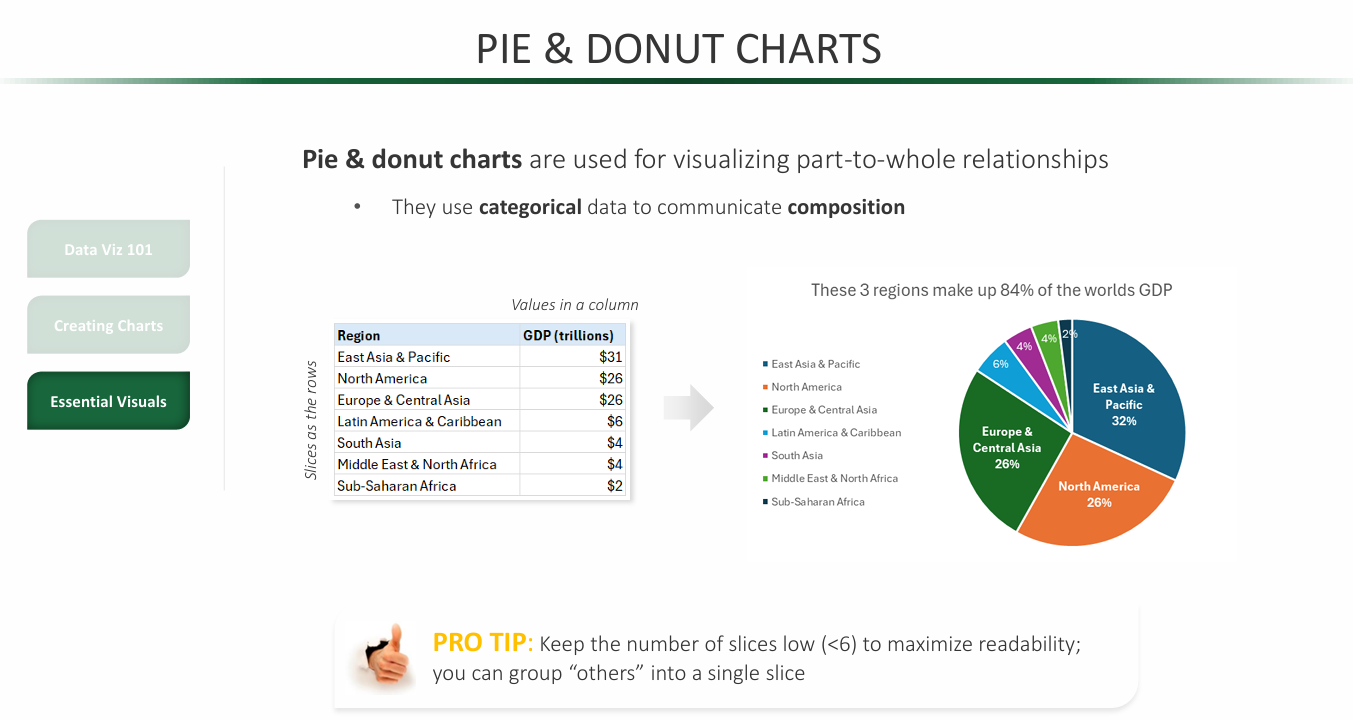 PIE & DONUT CHARTS
Pie & donut charts are used for visualizing part-to-whole relationships
• They use categorical data to communicate composition
Data Viz 101
Creating Charts
Essential Visuals
Values in a column
Slices as the rows
Region GDP (trillions)
East Asia & Pacific $31
North America $26
Europe & Central Asia $26
Latin America & Caribbean $6
South Asia $4
Middle East & North Africa $4
Sub-Saharan Africa $2
These 3 regions make up 84% of the worlds GDP
East Asia & Pacific
North America
Europe & Central Asia
Latin America & Caribbean
South Asia
Middle East & North Africa
Sub-Saharan Africa
2%
4%
4%
6%
East Asia &
Pacific
32%
Europe &
Central Asia
26%
North America
26%
PRO TIP: Keep the number of slices low (<6) to maximize readability;
you can group “others” into a single slice